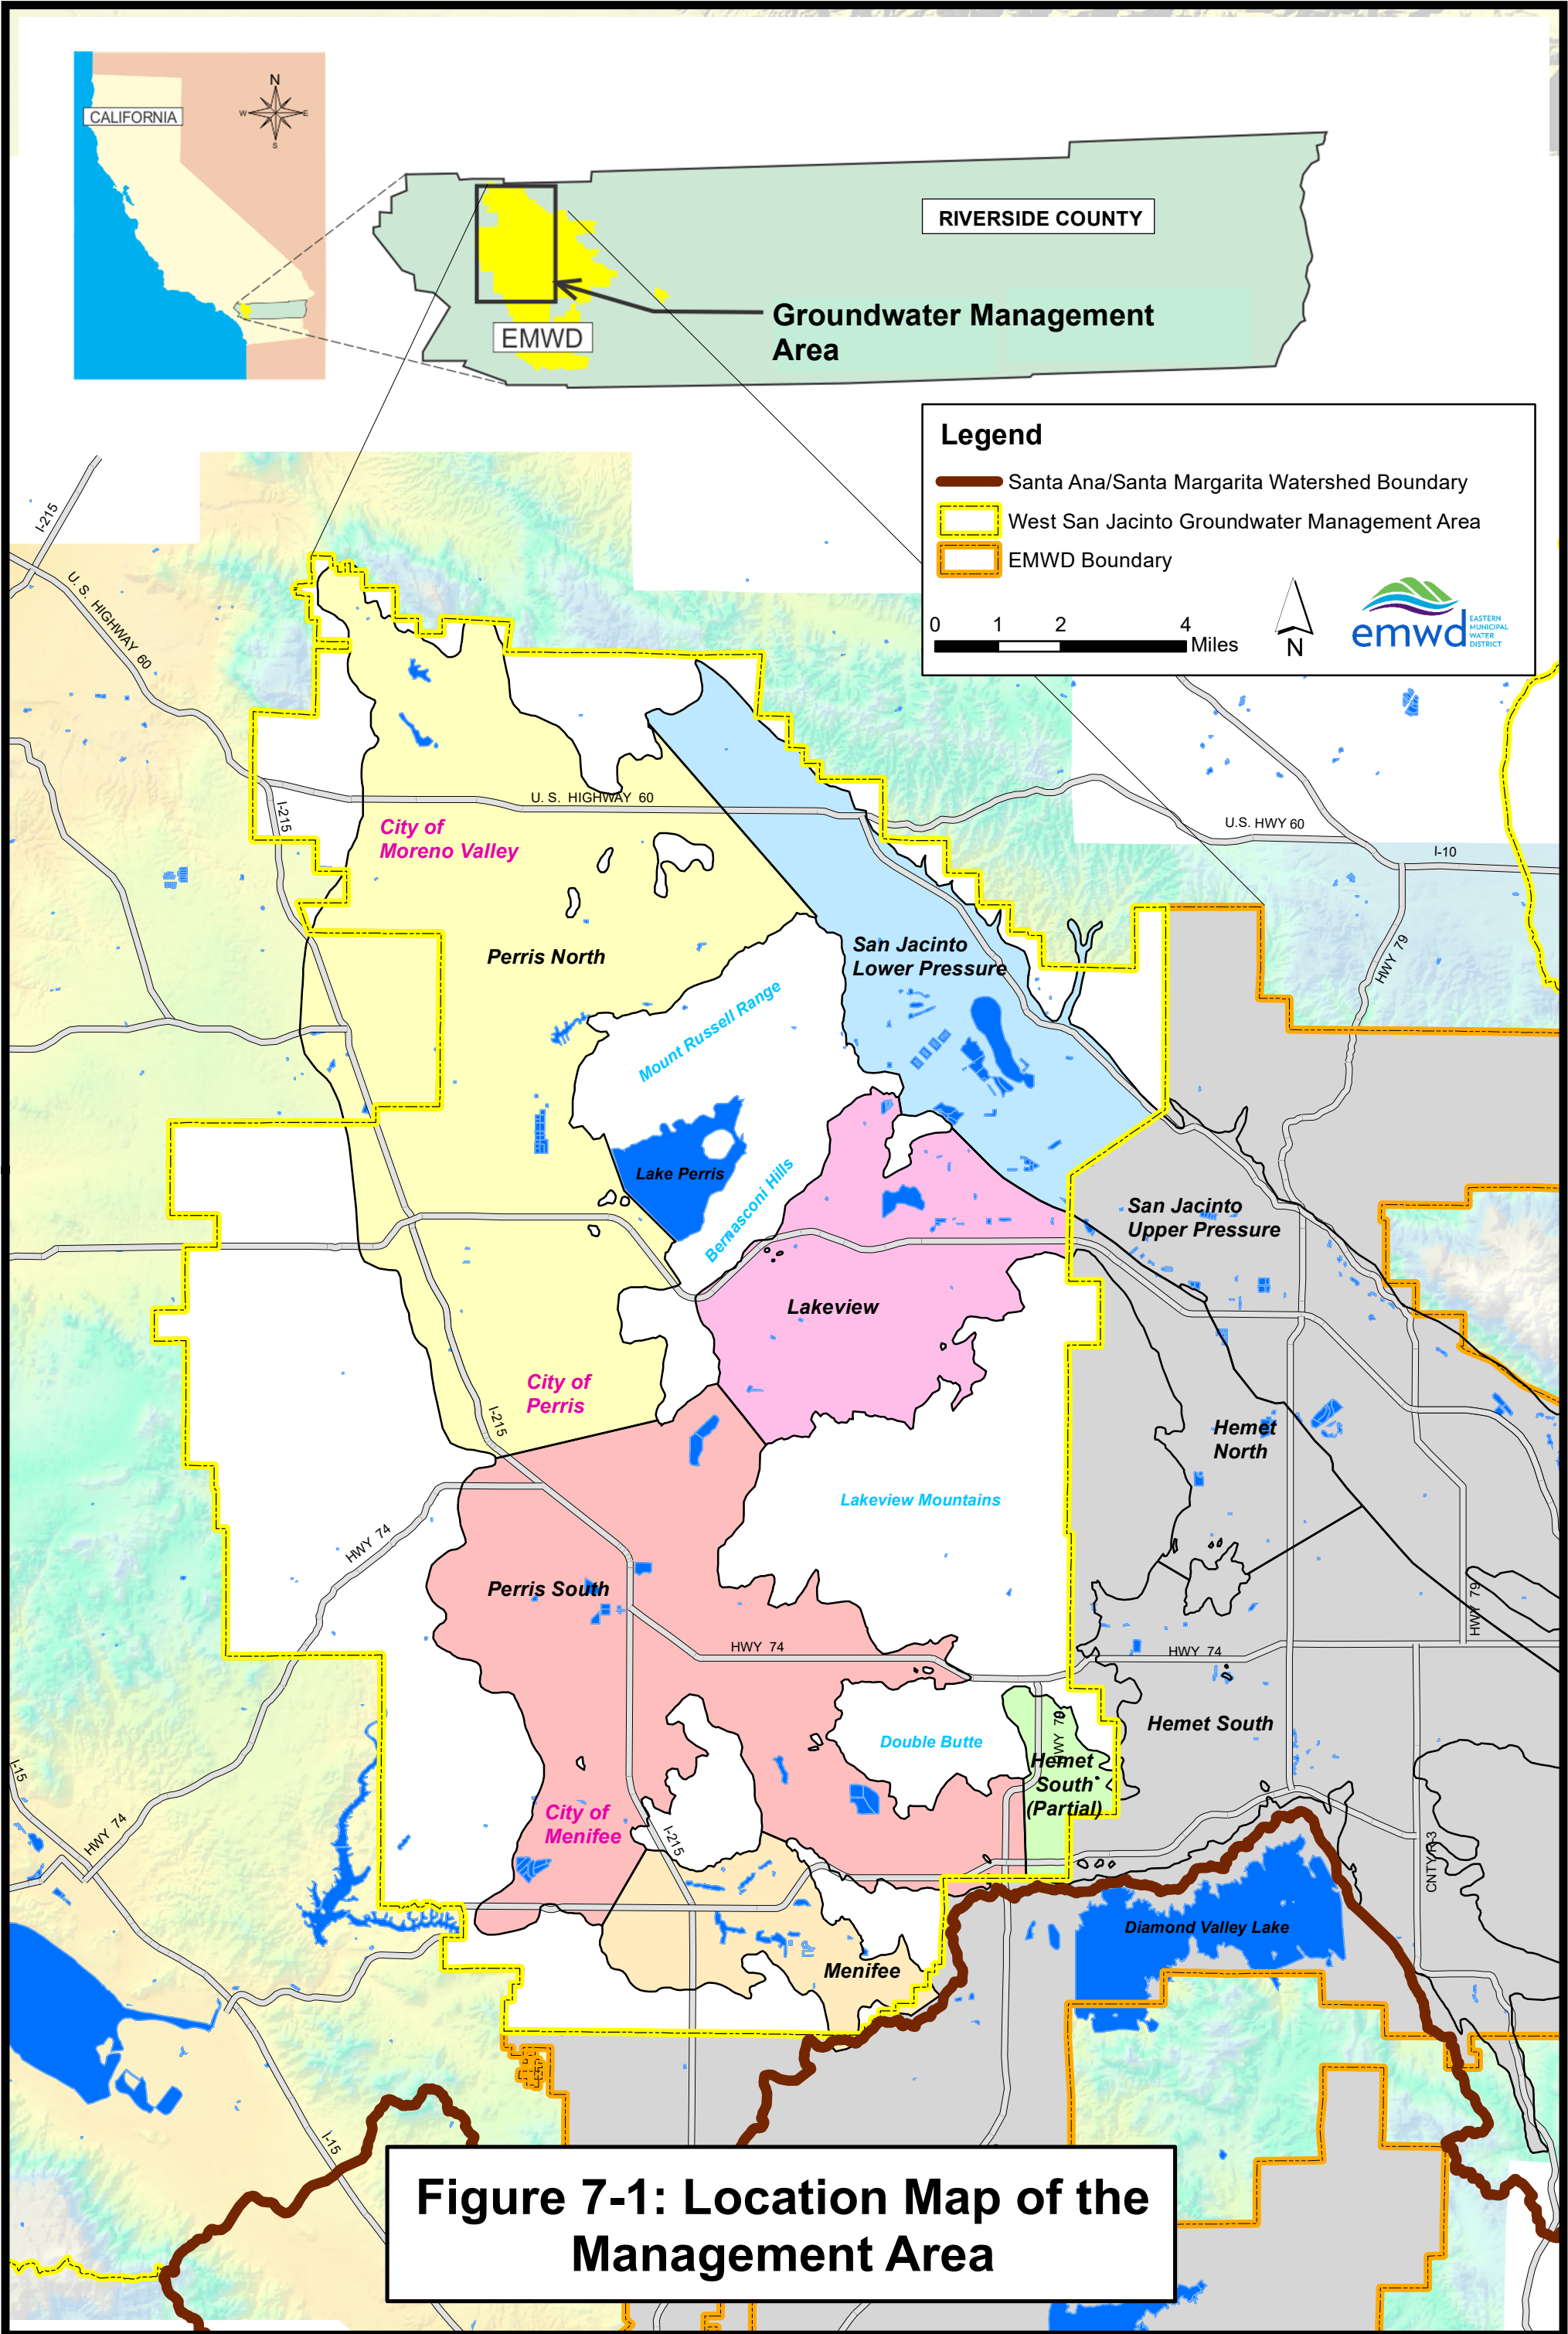 N
W
E
S
CALIFORNIA
RIVERSIDE COUNTY
Groundwater Management
Area
EMWD
Legend
Santa Ana/Santa Margarita Watershed Boundary
West San Jacinto Groundwater Management Area
EMWD Boundary
0 1 2 4
Miles
N
emwd
EASTERN
MUNICIPAL
WATER
DISTRICT
I-215
U. S. HIGHWAY 60
U. S. HIGHWAY 60
I-215
City of
Moreno Valley
U.S. HWY 60
I-10
HWY 79
Perris North
San Jacinto
Lower Pressure
Mount Russell Range
Lake Perris
Bernasconi Hills
San Jacinto
Upper Pressure
Lakeview
City of
Perris
I-215
Hemet
North
Lakeview Mountains
HWY 74
Perris South
HWY 79
HWY 74
HWY 74
Hemet South
Double Butte
HWY 79
Hemet
South
(Partial)
I-15
HWY 74
City of
Menifee
I-215
CNTY R-3
Diamond Valley Lake
Menifee
I-15
Figure 7-1: Location Map of the
Management Area